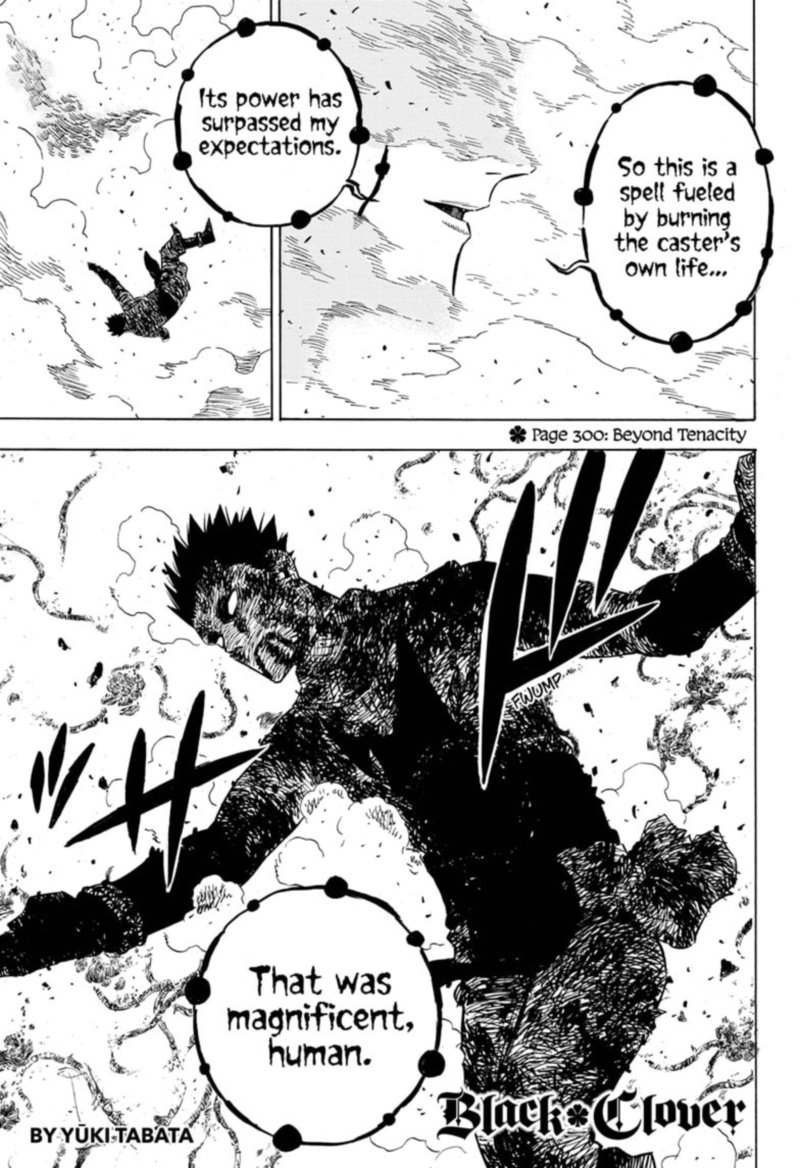 So this is a
spell fueled
by burning
the caster's
own life...
Its power has
surpassed my
expectations.
Page 300: Beyond Tenacity
FWUMP
That was
magnificent,
human.
Black Clover
BY YŪKI TABATA